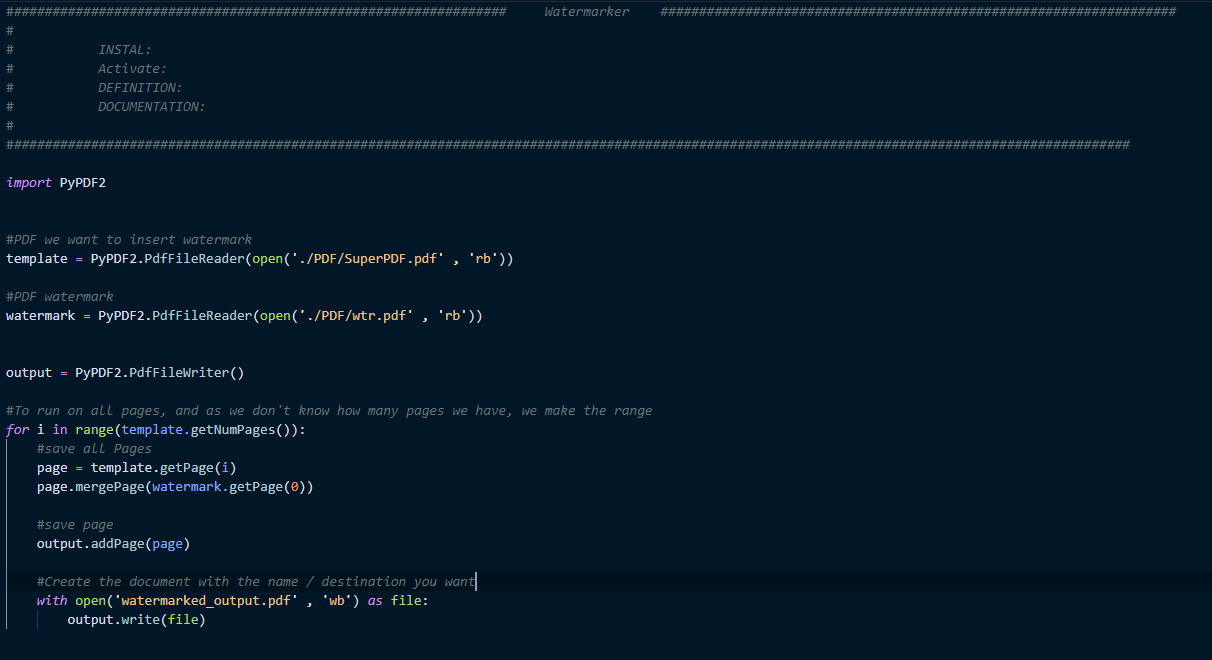 ################################################################# Watermarker ###################################################################
#
# INSTAL:
# Activate:
# DEFINITION:
# DOCUMENTATION:
#
##################################################################################################################################################
import PyPDF2
#PDF we want to insert watermark
template = PyPDF2.PdfFileReader(open('./PDF/SuperPDF.pdf' , 'rb'))
#PDF watermark
watermark = PyPDF2.PdfFileReader(open('./PDF/wtr.pdf' , 'rb'))
output = PyPDF2.PdfFileWriter()
#To run on all pages, and as we don't know how many pages we have, we make the range
for i in range(template.getNumPages()):
    #save all Pages
    page = template.getPage(i)
    page.mergePage(watermark.getPage(0))
    #save page
    output.addPage(page)
    #Create the document with the name / destination you want
    with open('watermarked_output.pdf' , 'wb') as file:
        output.write(file)